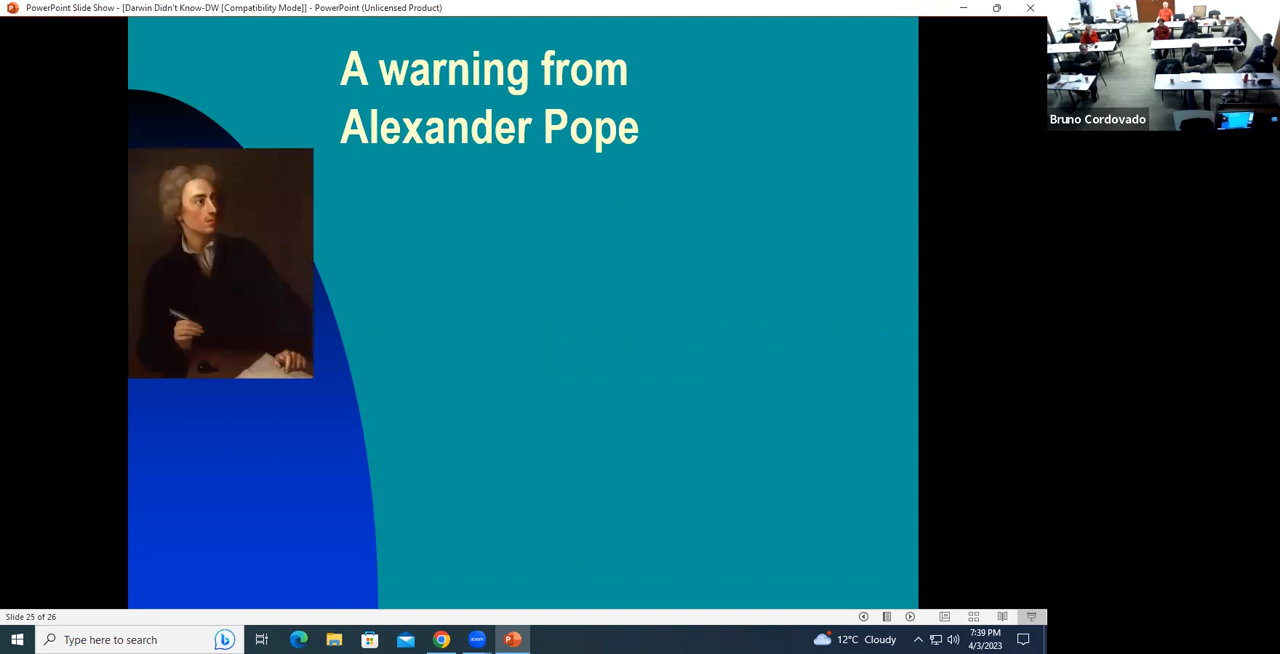 PowerPoint Slide Show - [Darwin Didn't Know-DW [Compatibility Mode]] - PowerPoint (Unlicensed Product)
A warning from
Alexander Pope
Bruno Cordovado
Slide 25 of 26
Type here to search
zoom
12°C Cloudy
7:39 PM
4/3/2023